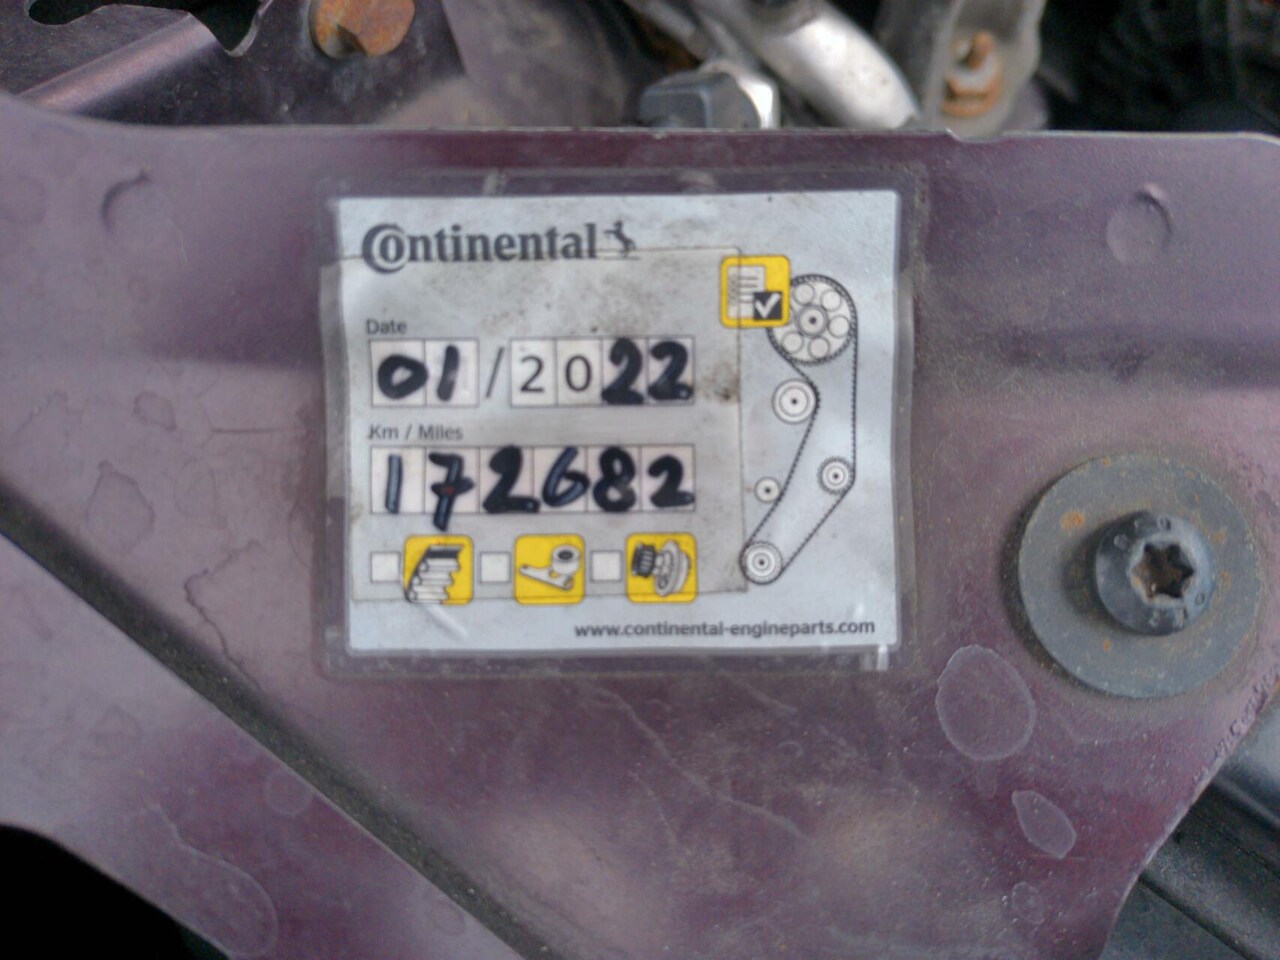 Continental
Date
01/2022
Km / Miles
172682
www.continental-engineparts.com